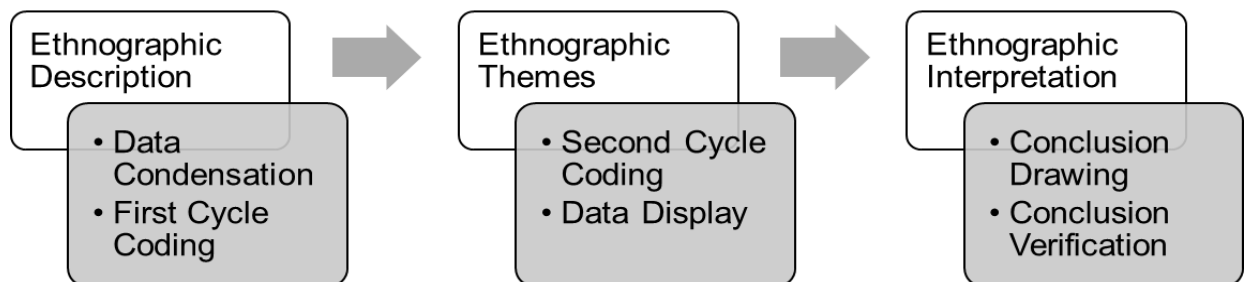 Ethnographic
Description
• Data
Condensation
• First Cycle
Coding
Ethnographic
Themes
• Second Cycle
Coding
• Data Display
Ethnographic
Interpretation
• Conclusion
Drawing
• Conclusion
Verification